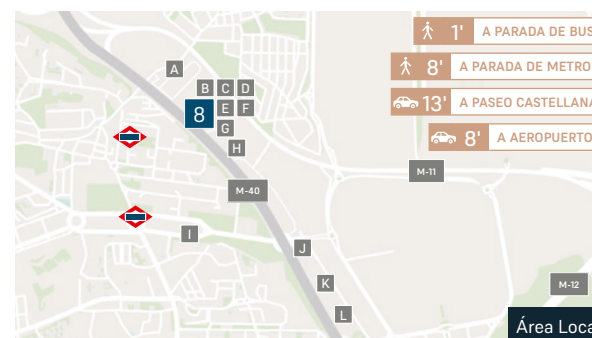 1' A PARADA DE BUS
A
8' A PARADA DE METRO
B C D
8 E F
13' A PASEO CASTELLANA
G
8' A AEROPUERTO
H
M-11
M-40
I
J
K
M-12
L
Área Loca